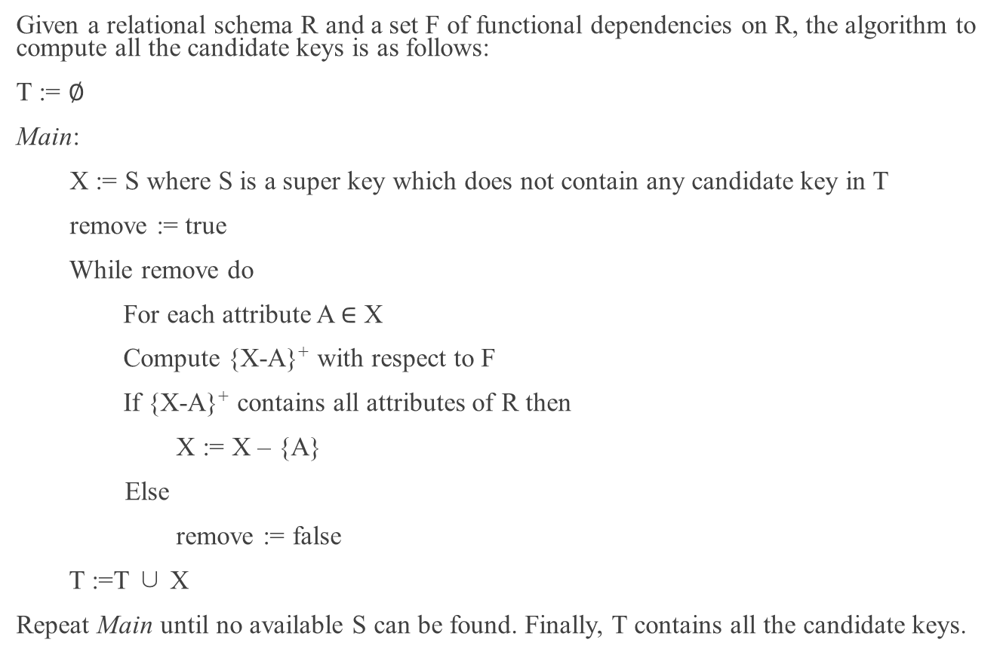 Given a relational schema R and a set F of functional dependencies on R, the algorithm to
compute all the candidate keys is as follows:
T := ∅
Main:
X := S where S is a super key which does not contain any candidate key in T
remove := true
While remove do
For each attribute A ∈ X
Compute {X-A}⁺ with respect to F
If {X-A}⁺ contains all attributes of R then
X := X – {A}
Else
remove := false
T :=T ∪ X
Repeat Main until no available S can be found. Finally, T contains all the candidate keys.